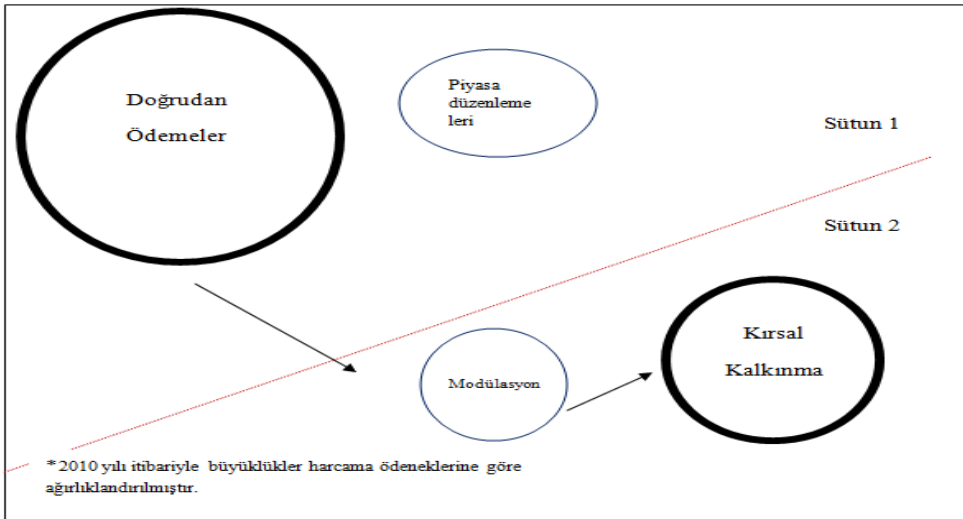 Doğrudan
Ödemeler
Piyasa
düzenleme
leri
Sütun 1
Sütun 2
Kırsal
Kalkınma
Modülasyon
*2010 yılı itibariyle büyüklükler harcama ödeneklerine göre
ağırlıklandırılmıştır.